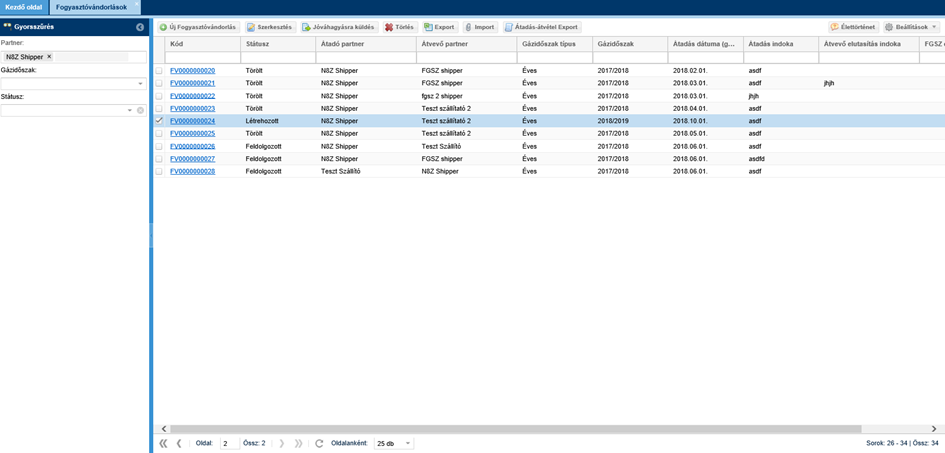 Kezdő oldal Fogyasztóvándorlások
Gyorsszűrés
Partner:
N8Z Shipper
Gázidőszak:
Státusz:
Új Fogyasztóvándorlás Szerkesztés Jóváhagyásra küldés Törlés Export Import Átadás-átvétel Export Élettörténet Beállítások
Kód Státusz Átadó partner Átvevő partner Gázidőszak típus Gázidőszak Átadás dátuma (g... Átadás indoka Átvevő elutasítás indoka FGSZ
FV0000000020 Törölt N8Z Shipper FGSZ shipper Éves 2017/2018 2018.02.01. asdf
FV0000000021 Törölt N8Z Shipper FGSZ shipper Éves 2017/2018 2018.03.01. asdf jhjh
FV0000000022 Törölt N8Z Shipper fgsz 2 shipper Éves 2017/2018 2018.03.01. jhjh
FV0000000023 Törölt N8Z Shipper Teszt szállítató 2 Éves 2017/2018 2018.04.01. asdf
FV0000000024 Létrehozott N8Z Shipper Teszt szállítató 2 Éves 2018/2019 2018.10.01. asdf
FV0000000025 Törölt N8Z Shipper Teszt szállítató 2 Éves 2017/2018 2018.05.01. asdf
FV0000000026 Feldolgozott N8Z Shipper Teszt Szállító Éves 2017/2018 2018.06.01. asdf
FV0000000027 Feldolgozott N8Z Shipper FGSZ shipper Éves 2017/2018 2018.06.01. asdfd
FV0000000028 Feldolgozott Teszt Szállító N8Z Shipper Éves 2017/2018 2018.06.01. asdf
Oldal: 2 Össz: 2 Oldalanként: 25 db Sorok: 26 - 34 | Össz: 34